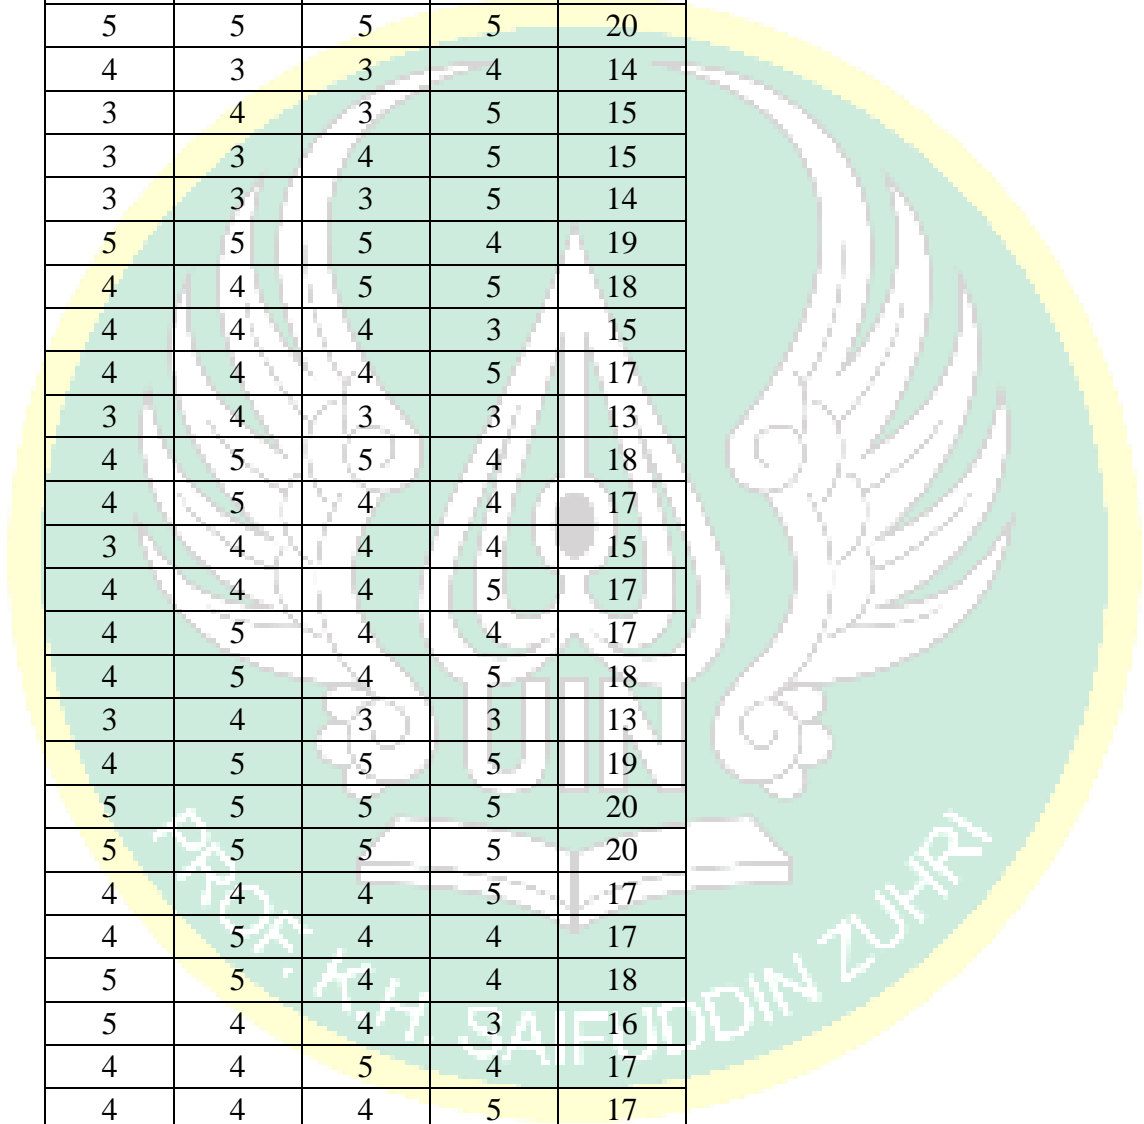 5 5 5 5 20
4 3 3 4 14
3 4 3 5 15
3 3 4 5 15
3 3 3 5 14
5 5 5 4 19
4 4 5 5 18
4 4 4 3 15
4 4 4 5 17
3 4 3 3 13
4 5 5 4 18
4 5 4 4 17
3 4 4 4 15
4 4 4 5 17
4 5 4 4 17
4 5 4 5 18
3 4 3 3 13
4 5 5 5 19
5 5 5 5 20
5 5 5 5 20
4 4 4 5 17
4 5 4 4 17
5 5 4 4 18
5 4 4 3 16
4 4 5 4 17
4 4 4 5 17
UIN
PROF. K.H. SAIFUDDIN ZUHRI